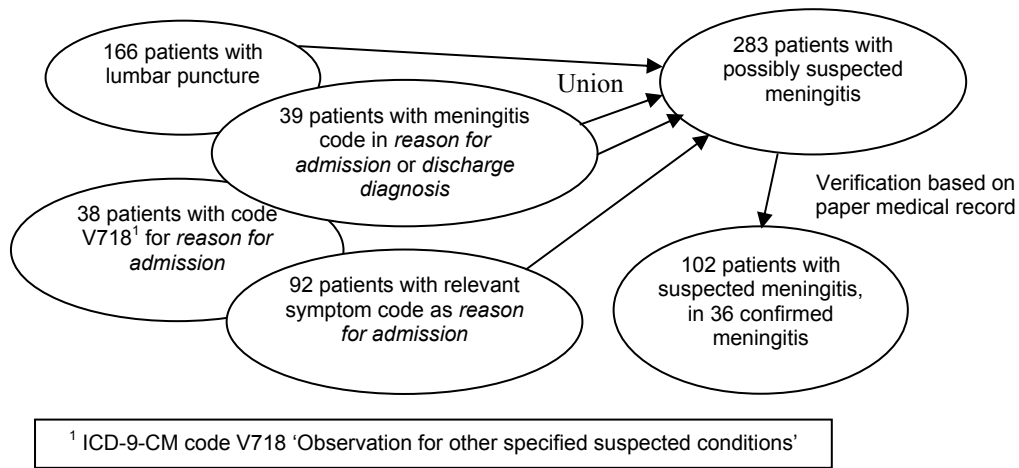 166 patients with
lumbar puncture
39 patients with meningitis
code in reason for
admission or discharge
diagnosis
38 patients with code
V718¹ for reason for
admission
92 patients with relevant
symptom code as reason
for admission
Union
283 patients with
possibly suspected
meningitis
Verification based on
paper medical record
102 patients with
suspected meningitis,
in 36 confirmed
meningitis
¹ ICD-9-CM code V718 ‘Observation for other specified suspected conditions’